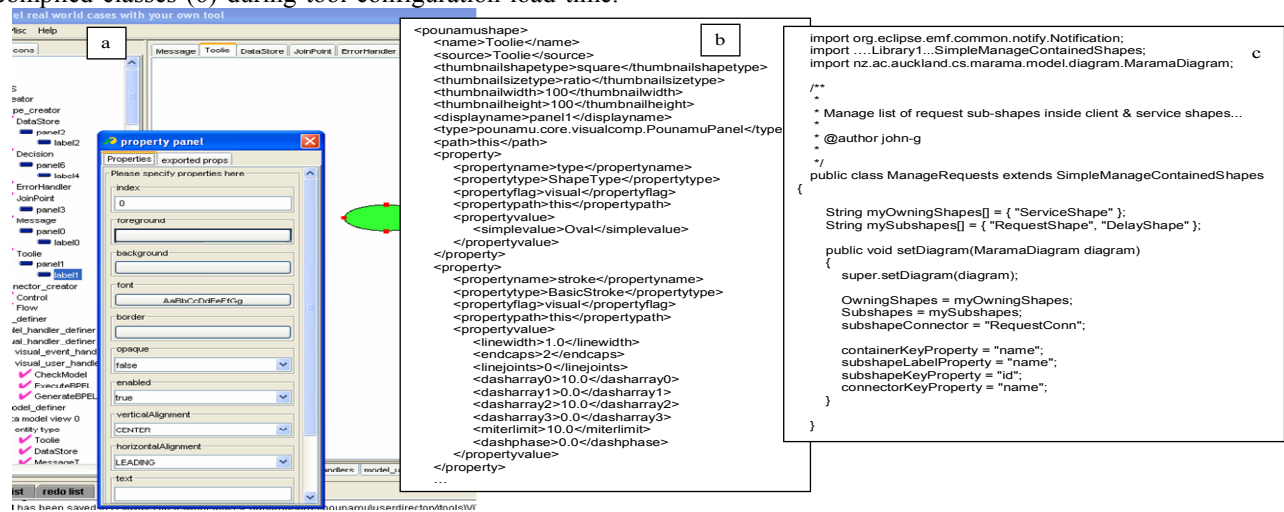 compiled classes (6) during tool configuration load time.
el real world cases with your own tool
Misc Help
cons
a
Message Toolie DataStore JoinPoint ErrorHandler
S
eator
pe_creator
DataStore
panel2
label2
Decision
panel6
label4
ErrorHandler
JoinPoint
panel3
Message
panel0
label0
Toolie
panel1
label1
nector_creator
Control
Flow
_definer
del_handler_definer
ual_handler_definer
visual_event_hand
visual_user_handle
CheckModel
ExecuteBPEL
GenerateBPEL
odel_definer
ta model view 0
entity type
Toolie
DataStore
MessageT
ist redo list
property panel
Properties exported props
Please specify properties here
index
0
foreground
background
font
AaBbCcDdEeFfGg
border
opaque
false
enabled
true
verticalAlignment
CENTER
horizontalAlignment
LEADING
text
andlers model_u
has been saved
b
<pounamushape>
<name>Toolie</name>
<source>Toolie</source>
<thumbnailshapetype>square</thumbnailshapetype>
<thumbnailsizetype>ratio</thumbnailsizetype>
<thumbnailwidth>100</thumbnailwidth>
<thumbnailheight>100</thumbnailheight>
<displayname>panel1</displayname>
<type>pounamu.core.visualcomp.PounamuPanel</type
<path>this</path>
<property>
<propertyname>type</propertyname>
<propertytype>ShapeType</propertytype>
<propertyflag>visual</propertyflag>
<propertypath>this</propertypath>
<propertyvalue>
<simplevalue>Oval</simplevalue>
</propertyvalue>
</property>
<property>
<propertyname>stroke</propertyname>
<propertytype>BasicStroke</propertytype>
<propertyflag>visual</propertyflag>
<propertypath>this</propertypath>
<propertyvalue>
<linewidth>1.0</linewidth>
<endcaps>2</endcaps>
<linejoints>0</linejoints>
<dasharray0>10.0</dasharray0>
<dasharray1>0.0</dasharray1>
<dasharray2>10.0</dasharray2>
<dasharray3>0.0</dasharray3>
<miterlimit>10.0</miterlimit>
<dashphase>0.0</dashphase>
</propertyvalue>
</property>
...
c
import org.eclipse.emf.common.notify.Notification;
import ….Library1...SimpleManageContainedShapes;
import nz.ac.auckland.cs.marama.model.diagram.MaramaDiagram;
/**
*
* Manage list of request sub-shapes inside client & service shapes...
*
* @author john-g
*
*/
public class ManageRequests extends SimpleManageContainedShapes
{
String myOwningShapes[] = { "ServiceShape" };
String mySubshapes[] = { "RequestShape", "DelayShape" };
public void setDiagram(MaramaDiagram diagram)
{
super.setDiagram(diagram);
OwningShapes = myOwningShapes;
Subshapes = mySubshapes;
subshapeConnector = "RequestConn";
containerKeyProperty = "name";
subshapeLabelProperty = "name";
subshapeKeyProperty = "id";
connectorKeyProperty = "name";
}
}